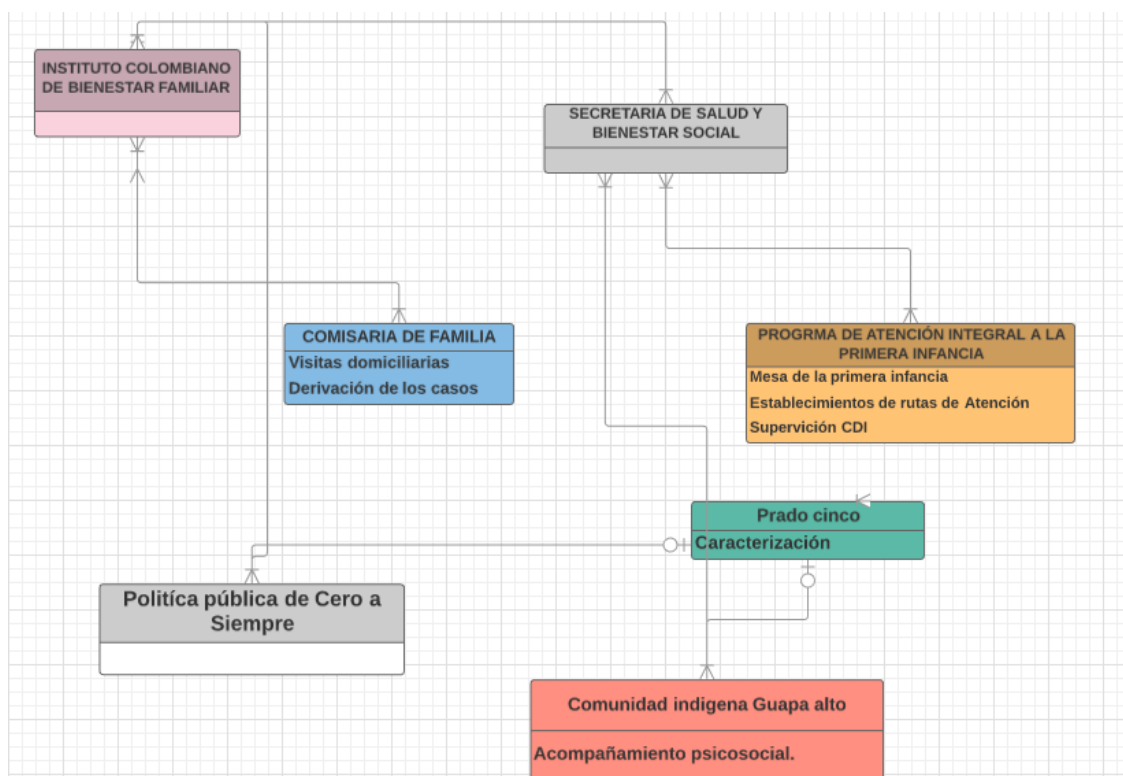 INSTITUTO COLOMBIANO
DE BIENESTAR FAMILIAR
SECRETARIA DE SALUD Y
BIENESTAR SOCIAL
COMISARIA DE FAMILIA
Visitas domiciliarias
Derivación de los casos
PROGRMA DE ATENCIÓN INTEGRAL A LA
PRIMERA INFANCIA
Mesa de la primera infancia
Establecimientos de rutas de Atención
Supervisión CDI
Prado cinco
Caracterización
Politíca pública de Cero a
Siempre
Comunidad indigena Guapa alto
Acompañamiento psicosocial.